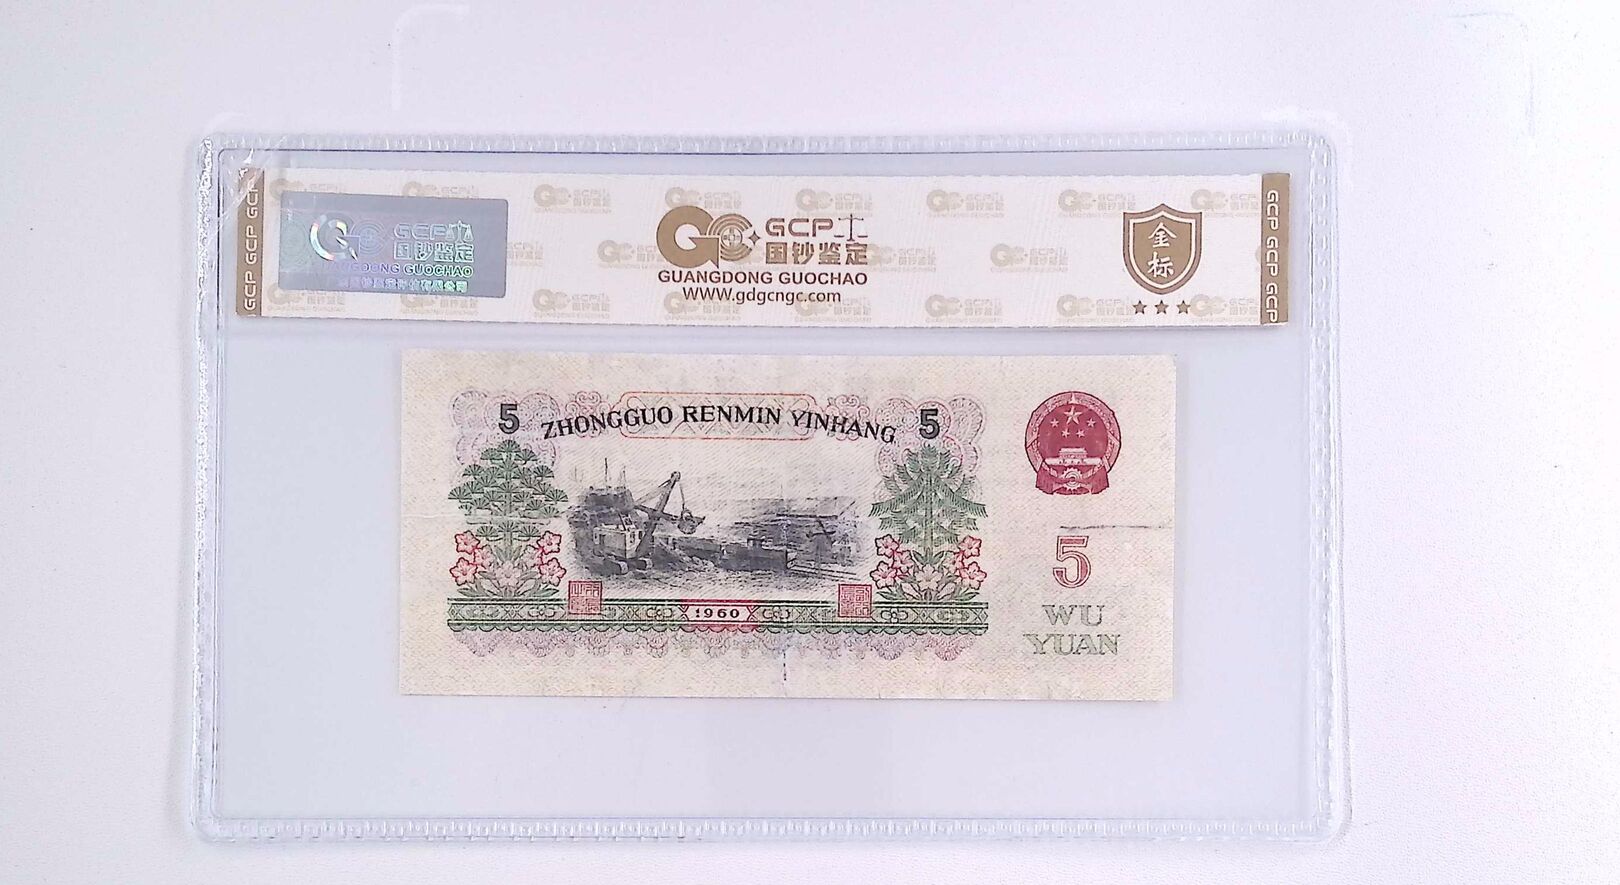 GCP GCP GCP
GCP
国钞鉴定
GUANGDONG GUOCHAO
GCP
国钞鉴定
GUANGDONG GUOCHAO
WWW.gdgcngc.com
金标
GCP GCP GCP
5 ZHONGGUO RENMIN YINHANG 5
1960
5
WU
YUAN